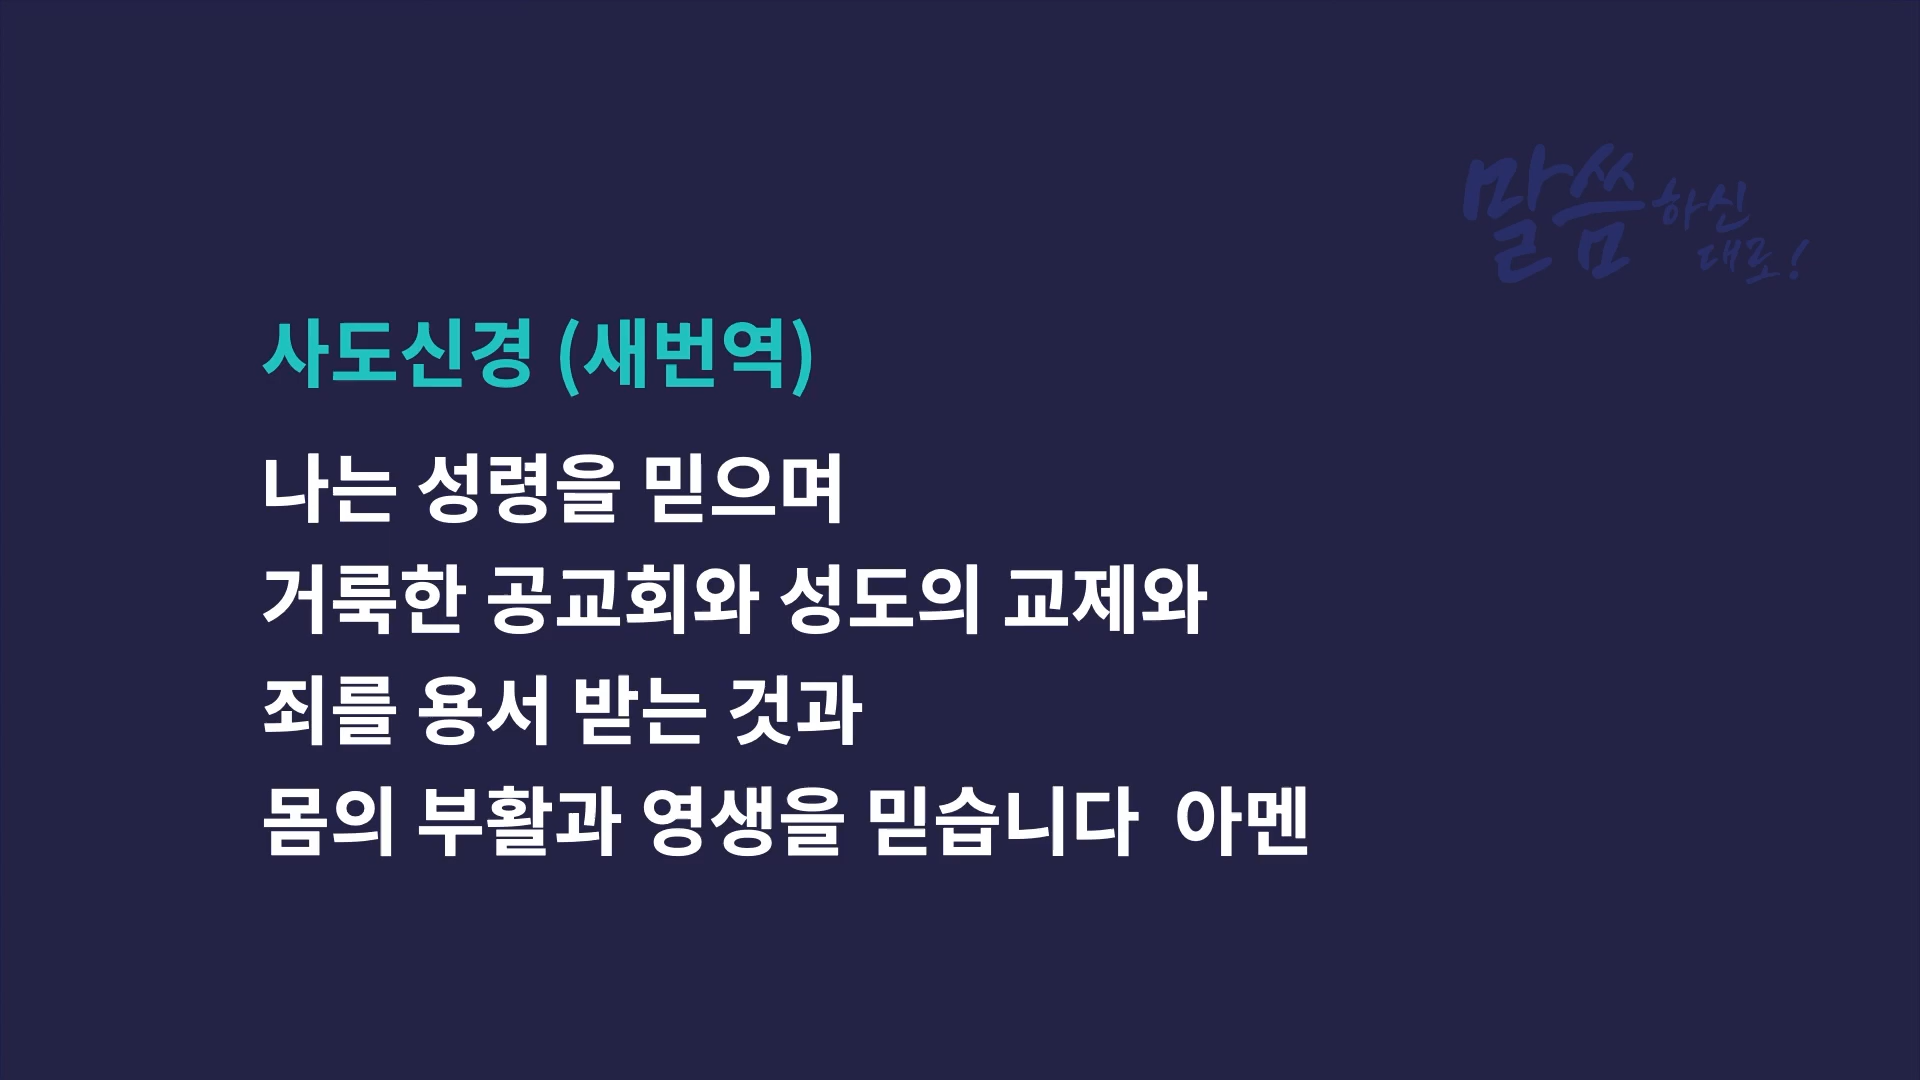 말씀하신
대로!
사도신경 (새번역)
나는 성령을 믿으며
거룩한 공교회와 성도의 교제와
죄를 용서 받는 것과
몸의 부활과 영생을 믿습니다 아멘